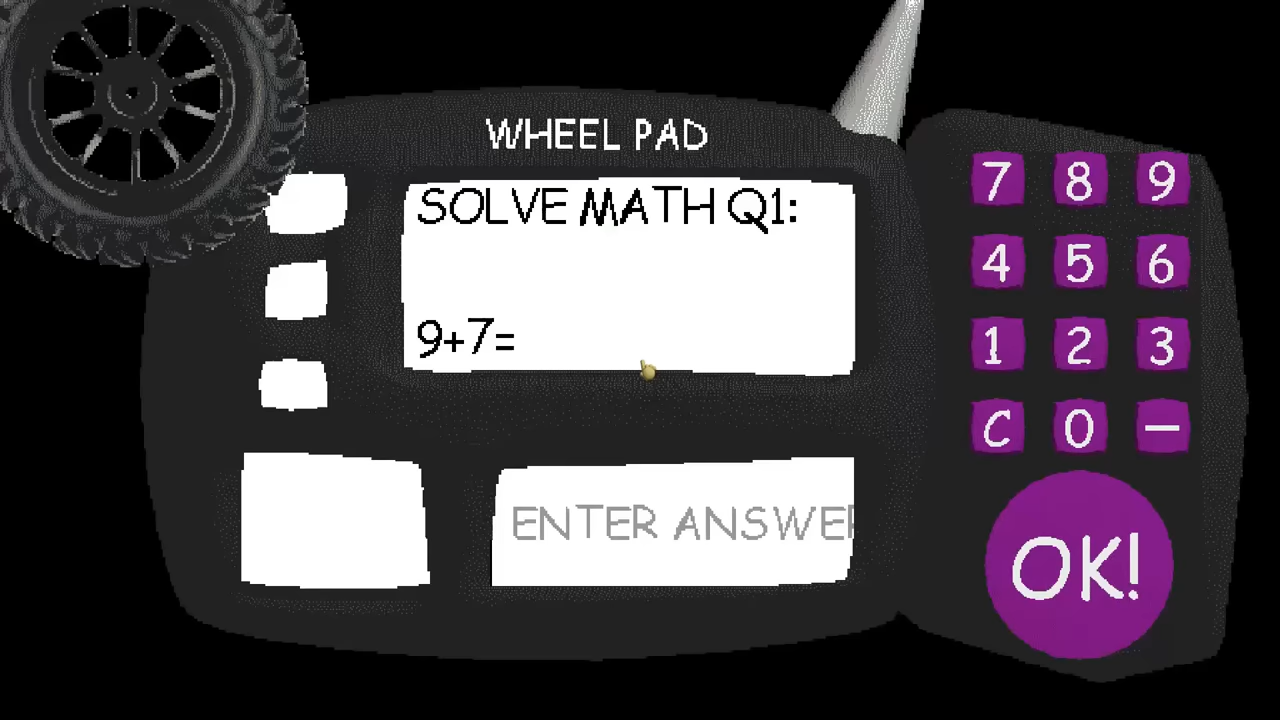 WHEEL PAD
SOLVE MATH Q1:
9+7=
ENTER ANSWER
7 8 9
4 5 6
1 2 3
C 0 —
OK!